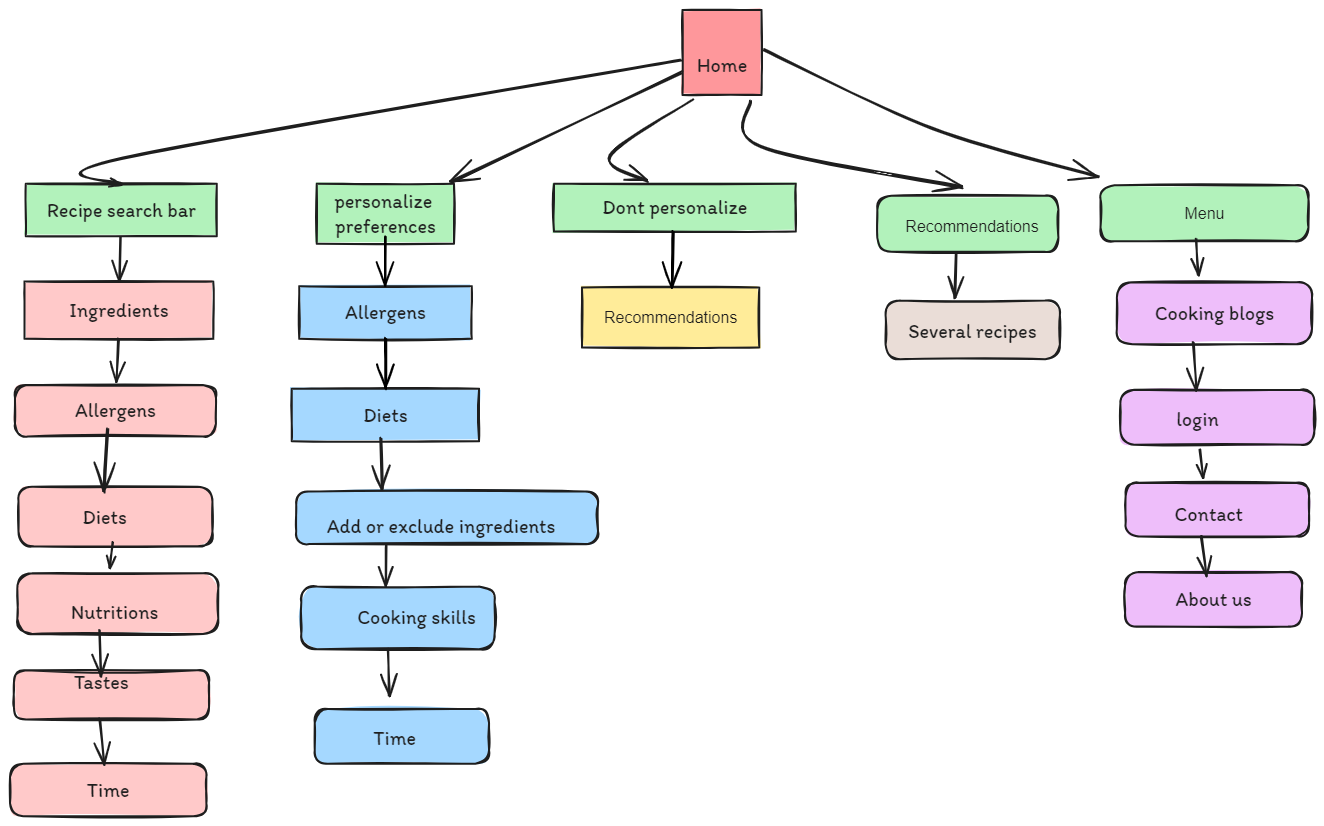 Home
Recipe search bar
personalize
preferences
Dont personalize
Recommendations
Menu
Ingredients
Allergens
Recommendations
Several recipes
Cooking blogs
Allergens
Diets
login
Diets
Add or exclude ingredients
Contact
Nutritions
Cooking skills
About us
Tastes
Time
Time